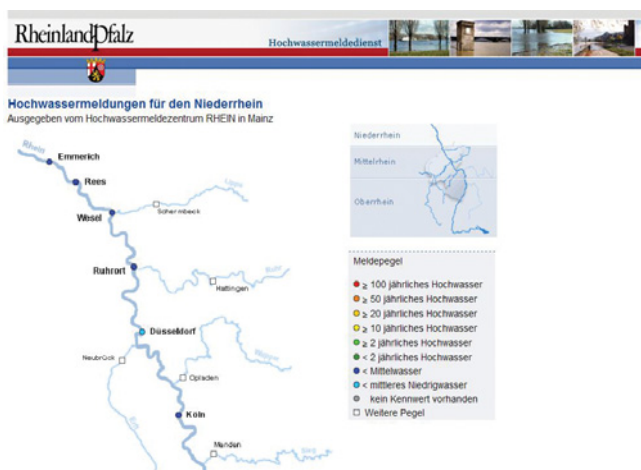 Rheinland Pfalz
Hochwassermeldedienst
Hochwassermeldungen für den Niederrhein
Ausgegeben vom Hochwassermeldezentrum RHEIN in Mainz
Rhein
Emmerich
Rees
Lippe
Schermbeck
Wesel
Ruhrort
Ruhr
Hattingen
Düsseldorf
Neubrück
Wupper
Opladen
Erft
Köln
Menden
Sieg
Niederrhein
Mittelrhein
Oberrhein
Meldepegel
≥ 100 jährliches Hochwasser
≥ 50 jährliches Hochwasser
≥ 20 jährliches Hochwasser
≥ 10 jährliches Hochwasser
≥ 2 jährliches Hochwasser
< 2 jährliches Hochwasser
< Mittelwasser
< mittleres Niedrigwasser
kein Kennwert vorhanden
Weitere Pegel